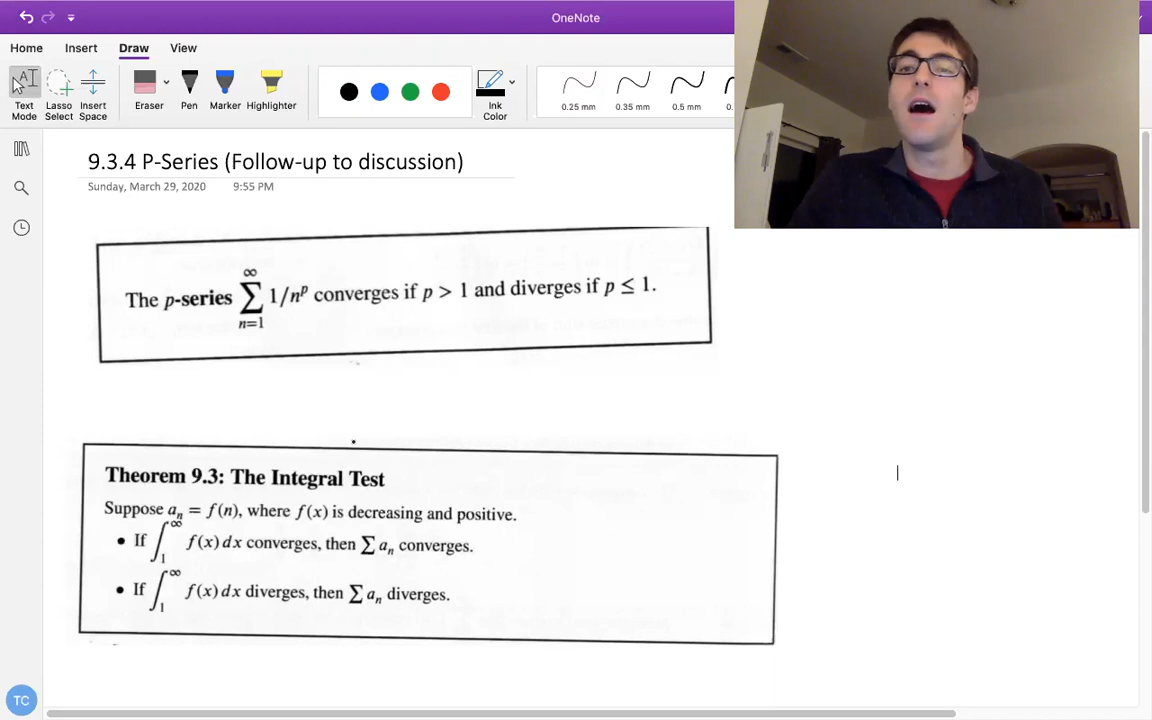 OneNote
Home Insert Draw View
Text Mode Lasso Select Insert Space Eraser Pen Marker Highlighter Ink Color 0.25 mm 0.35 mm 0.5 mm 0.
9.3.4 P-Series (Follow-up to discussion)
Sunday, March 29, 2020 9:55 PM
The p-series ∑_{n=1}^{∞} 1/n^p converges if p > 1 and diverges if p ≤ 1.
Theorem 9.3: The Integral Test
Suppose a_n = f(n), where f(x) is decreasing and positive.
• If ∫_1^∞ f(x) dx converges, then ∑ a_n converges.
• If ∫_1^∞ f(x) dx diverges, then ∑ a_n diverges.
TC